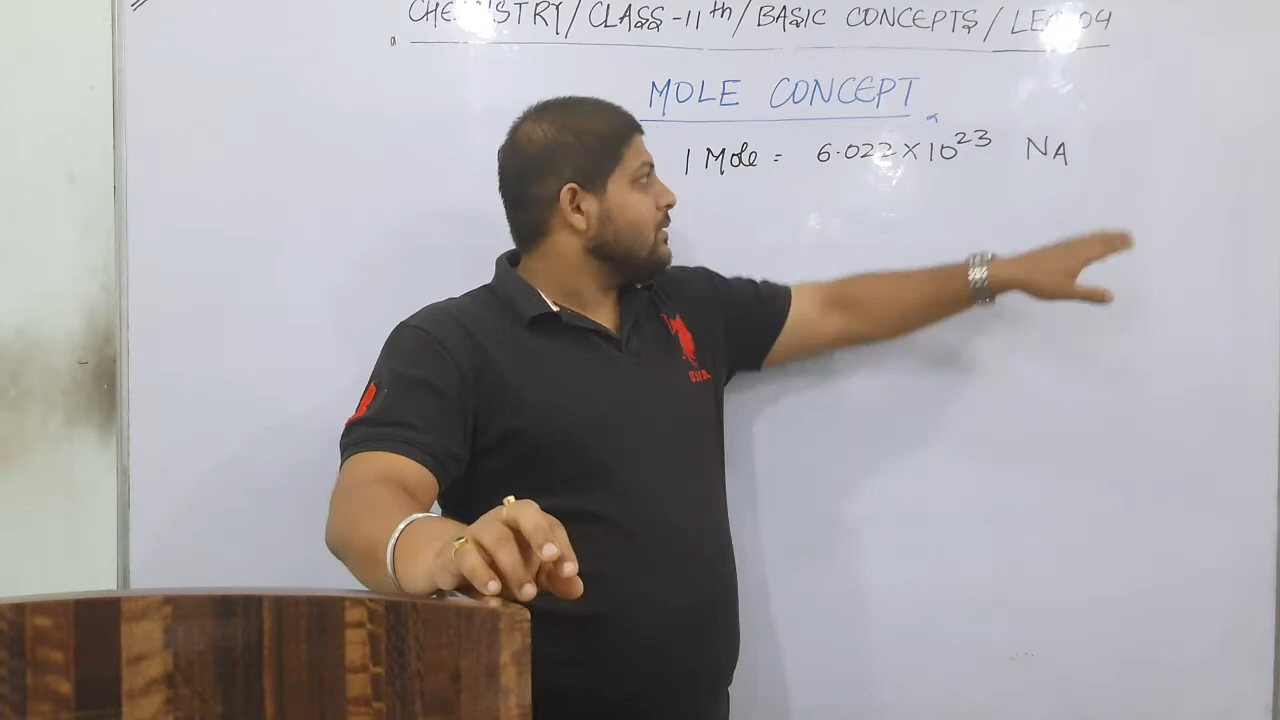 CHEMISTRY/CLASS-11th/BASIC CONCEPTS/LEC 04
MOLE CONCEPT
1 Mole = 6.022×10²³ NA